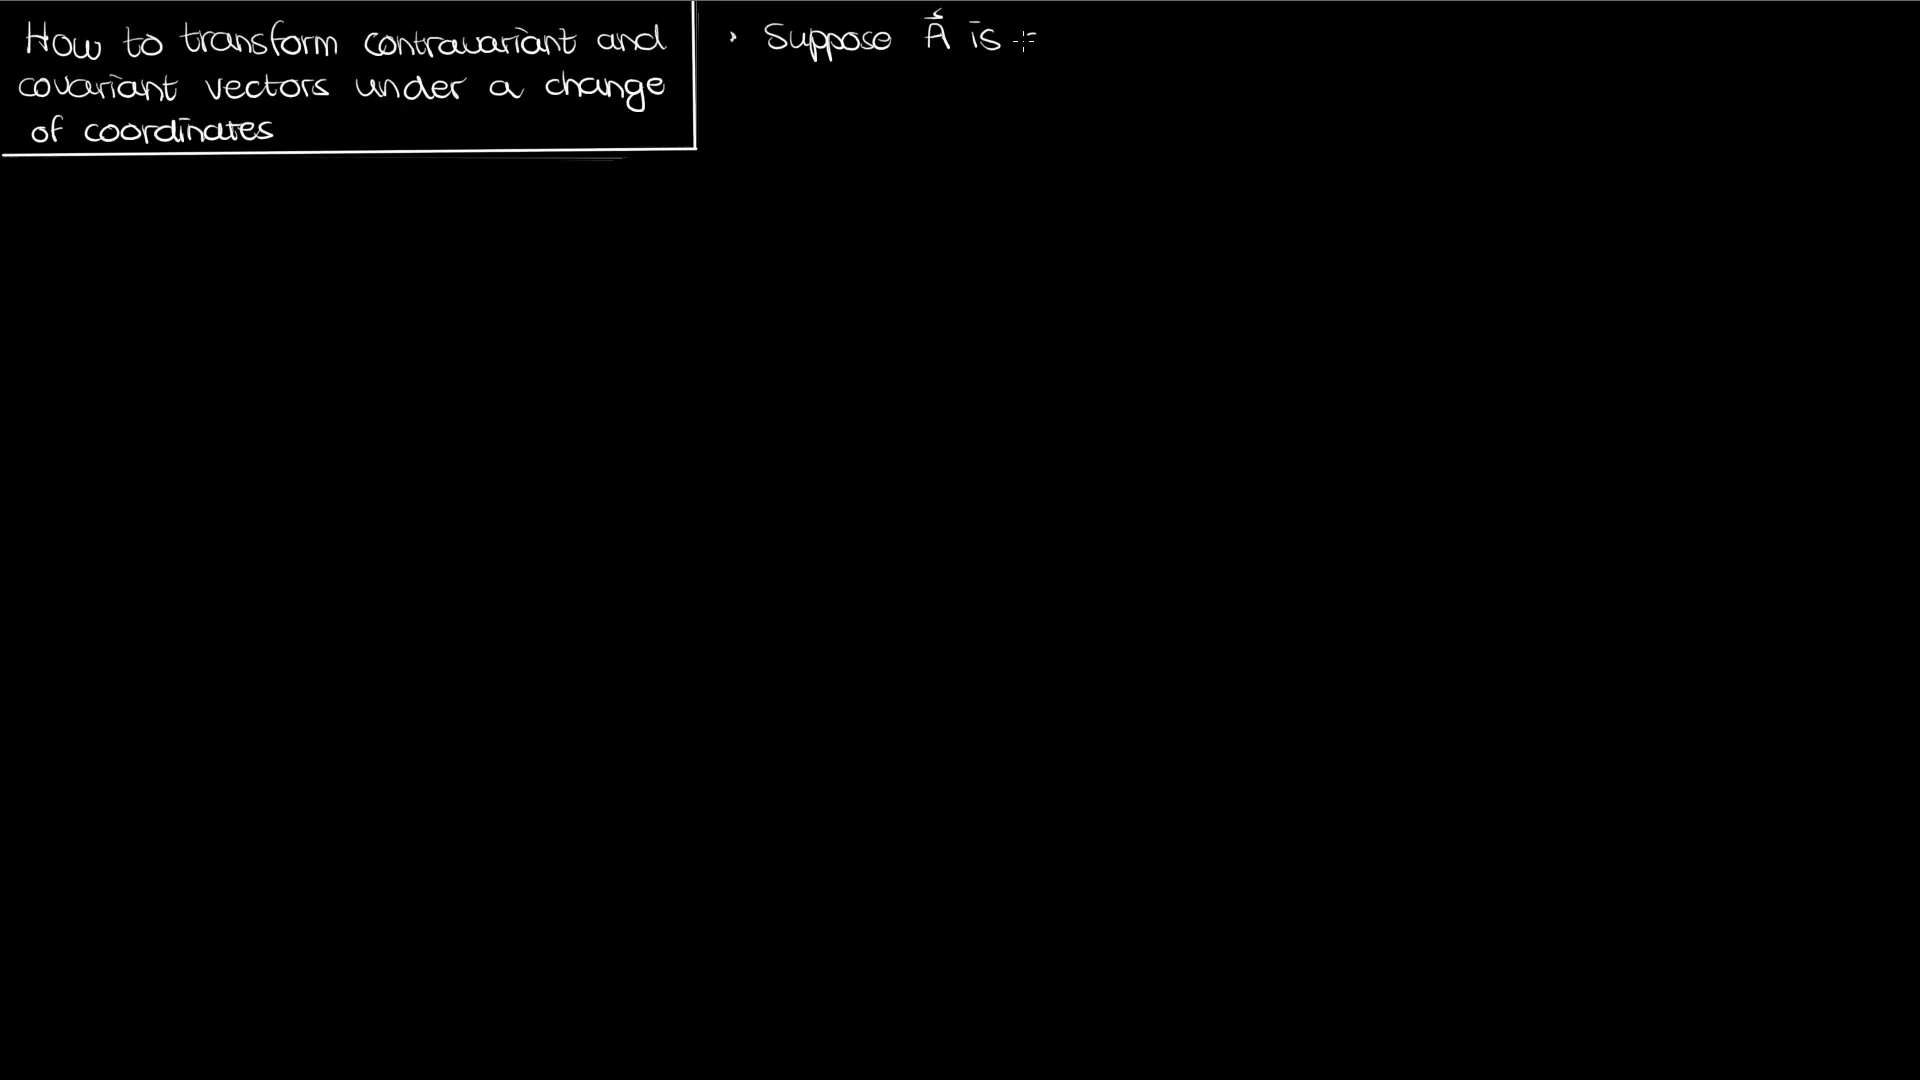 How to transform contravariant and
covariant vectors under a change
of coordinates
• Suppose A⃗ is